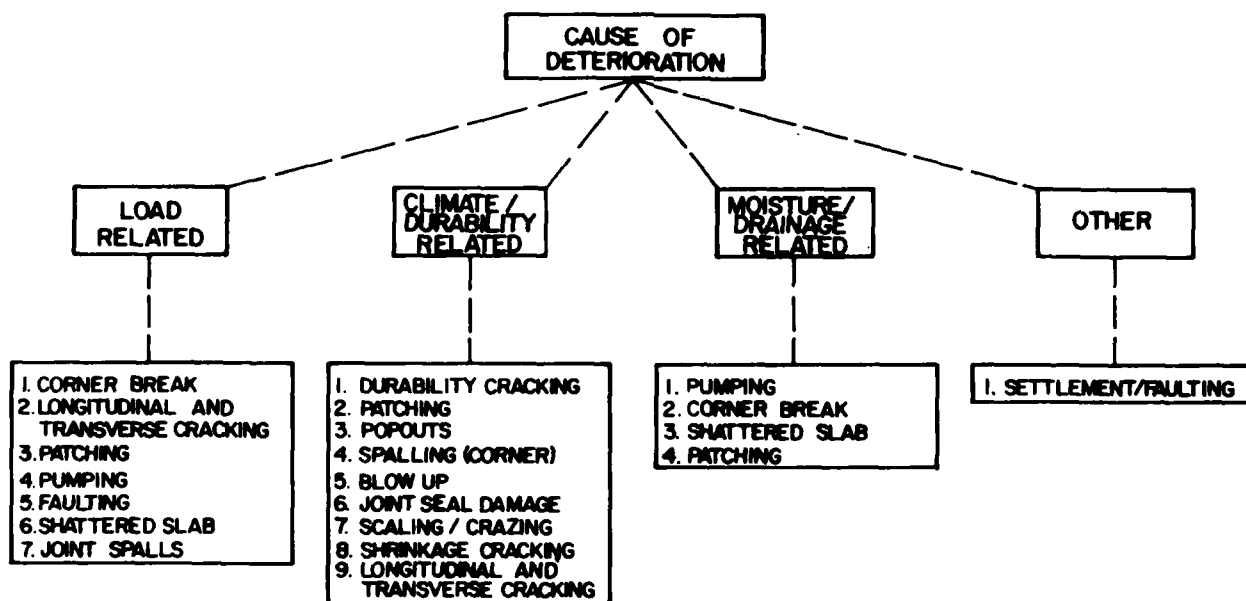 CAUSE OF
DETERIORATION
LOAD
RELATED
CLIMATE /
DURABILITY
RELATED
MOISTURE/
DRAINAGE
RELATED
OTHER
1. CORNER BREAK
2. LONGITUDINAL AND
TRANSVERSE CRACKING
3. PATCHING
4. PUMPING
5. FAULTING
6. SHATTERED SLAB
7. JOINT SPALLS
1. DURABILITY CRACKING
2. PATCHING
3. POPOUTS
4. SPALLING (CORNER)
5. BLOW UP
6. JOINT SEAL DAMAGE
7. SCALING / CRAZING
8. SHRINKAGE CRACKING
9. LONGITUDINAL AND
TRANSVERSE CRACKING
1. PUMPING
2. CORNER BREAK
3. SHATTERED SLAB
4. PATCHING
1. SETTLEMENT/FAULTING